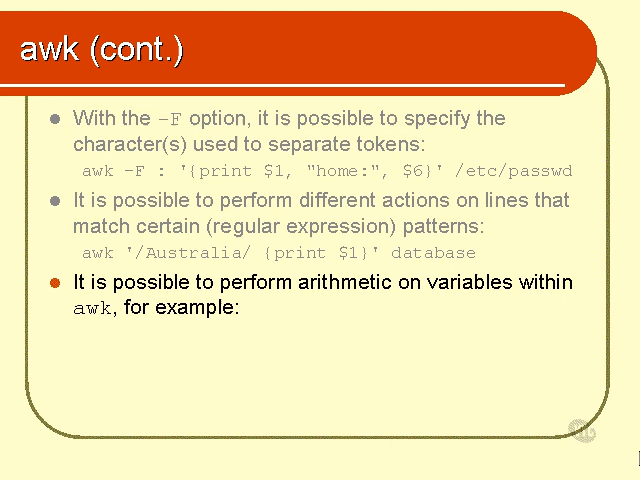 awk (cont.)
With the -F option, it is possible to specify the
character(s) used to separate tokens:
awk -F : '{print $1, "home:", $6}' /etc/passwd
It is possible to perform different actions on lines that
match certain (regular expression) patterns:
awk '/Australia/ {print $1}' database
It is possible to perform arithmetic on variables within
awk, for example: